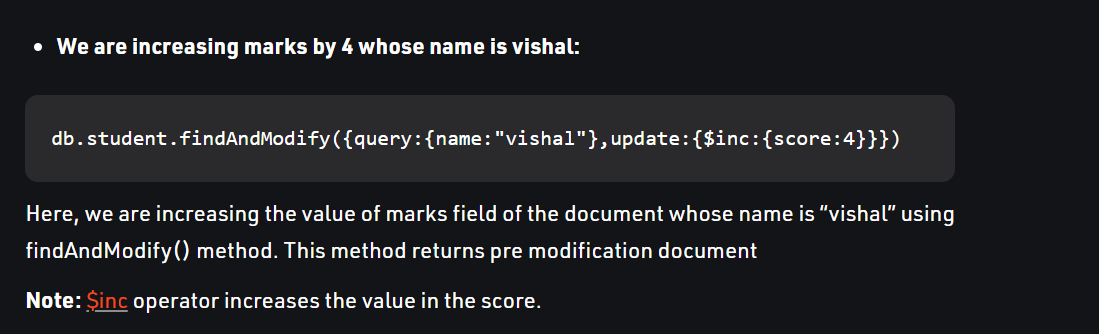 We are increasing marks by 4 whose name is vishal:
db.student.findAndModify({query:{name:"vishal"},update:{$inc:{score:4}}})
Here, we are increasing the value of marks field of the document whose name is “vishal” using
findAndModify() method. This method returns pre modification document
Note: $inc operator increases the value in the score.